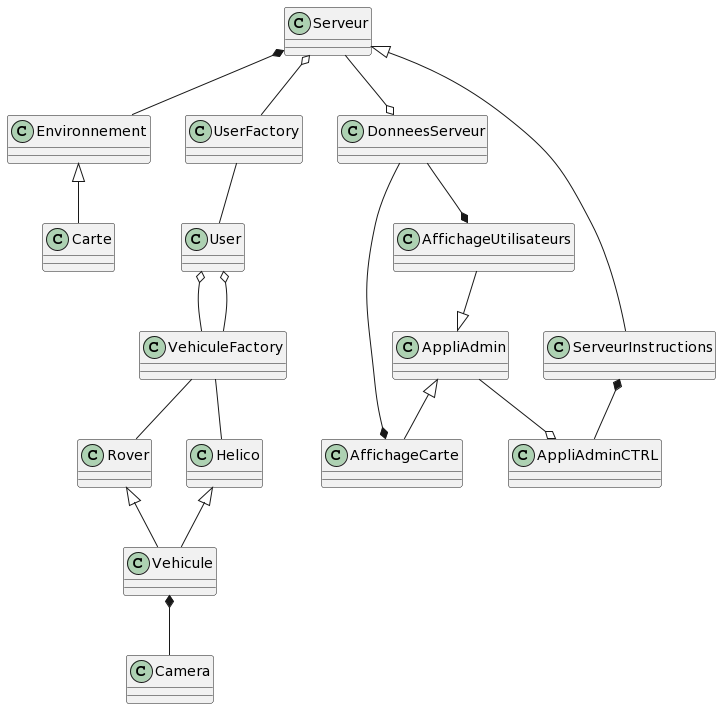 C Serveur
C Environnement
C UserFactory
C DonneesServeur
C Carte
C User
C AffichageUtilisateurs
C VehiculeFactory
C AppliAdmin
C ServeurInstructions
C Rover
C Helico
C AffichageCarte
C AppliAdminCTRL
C Vehicule
C Camera